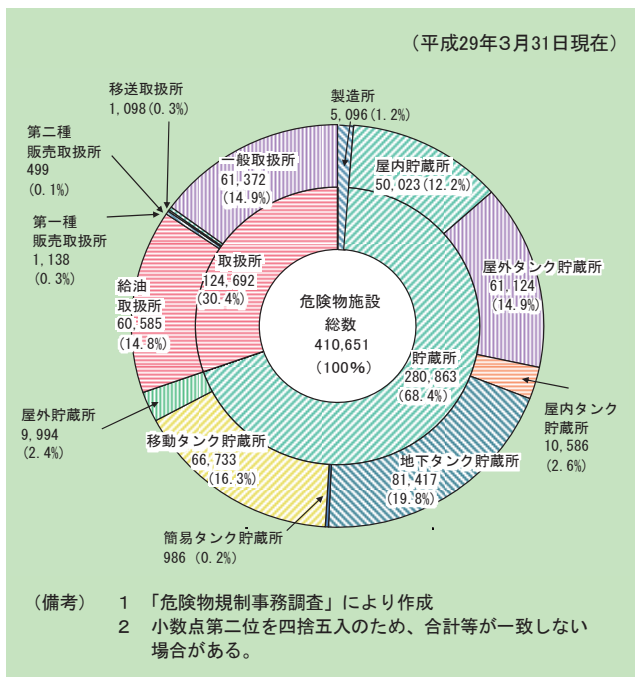 (平成29年3月31日現在)
移送取扱所
1,098(0.3%)
製造所
5,096(1.2%)
第二種
販売取扱所
499
(0.1%)
一般取扱所
61,372
(14.9%)
屋内貯蔵所
50,023(12.2%)
第一種
販売取扱所
1,138
(0.3%)
取扱所
124,692
(30.4%)
屋外タンク貯蔵所
61,124
(14.9%)
給油
取扱所
60,585
(14.8%)
危険物施設
総数
410,651
(100%)
貯蔵所
280,863
(68.4%)
屋外貯蔵所
9,994
(2.4%)
屋内タンク
貯蔵所
10,586
(2.6%)
移動タンク貯蔵所
66,733
(16.3%)
地下タンク貯蔵所
81,417
(19.8%)
簡易タンク貯蔵所
986 (0.2%)
(備考) 1 「危険物規制事務調査」により作成
2 小数点第二位を四捨五入のため、合計等が一致しない
場合がある。